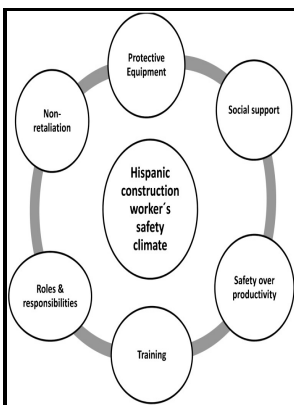 Protective
Equipment
Non-
retaliation
Social support
Hispanic
construction
worker´s
safety
climate
Roles &
responsibilities
Safety over
productivity
Training